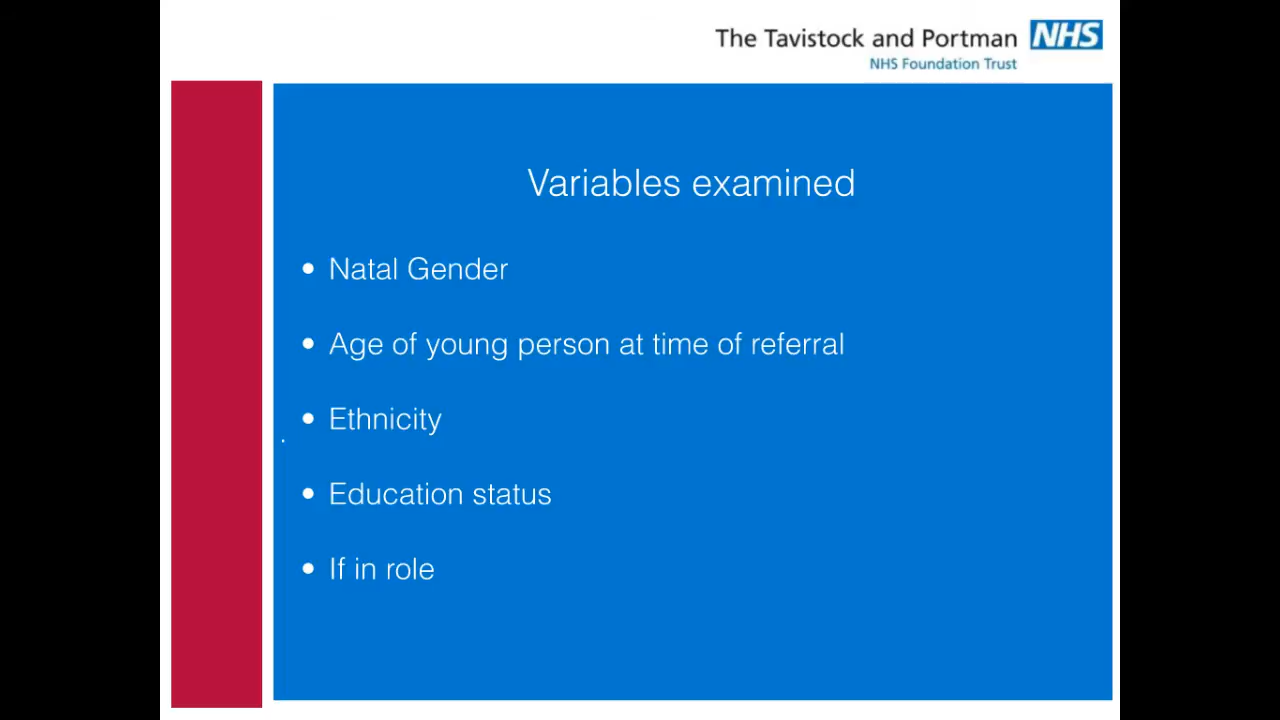 The Tavistock and Portman NHS
NHS Foundation Trust
Variables examined
• Natal Gender
• Age of young person at time of referral
• Ethnicity
• Education status
• If in role